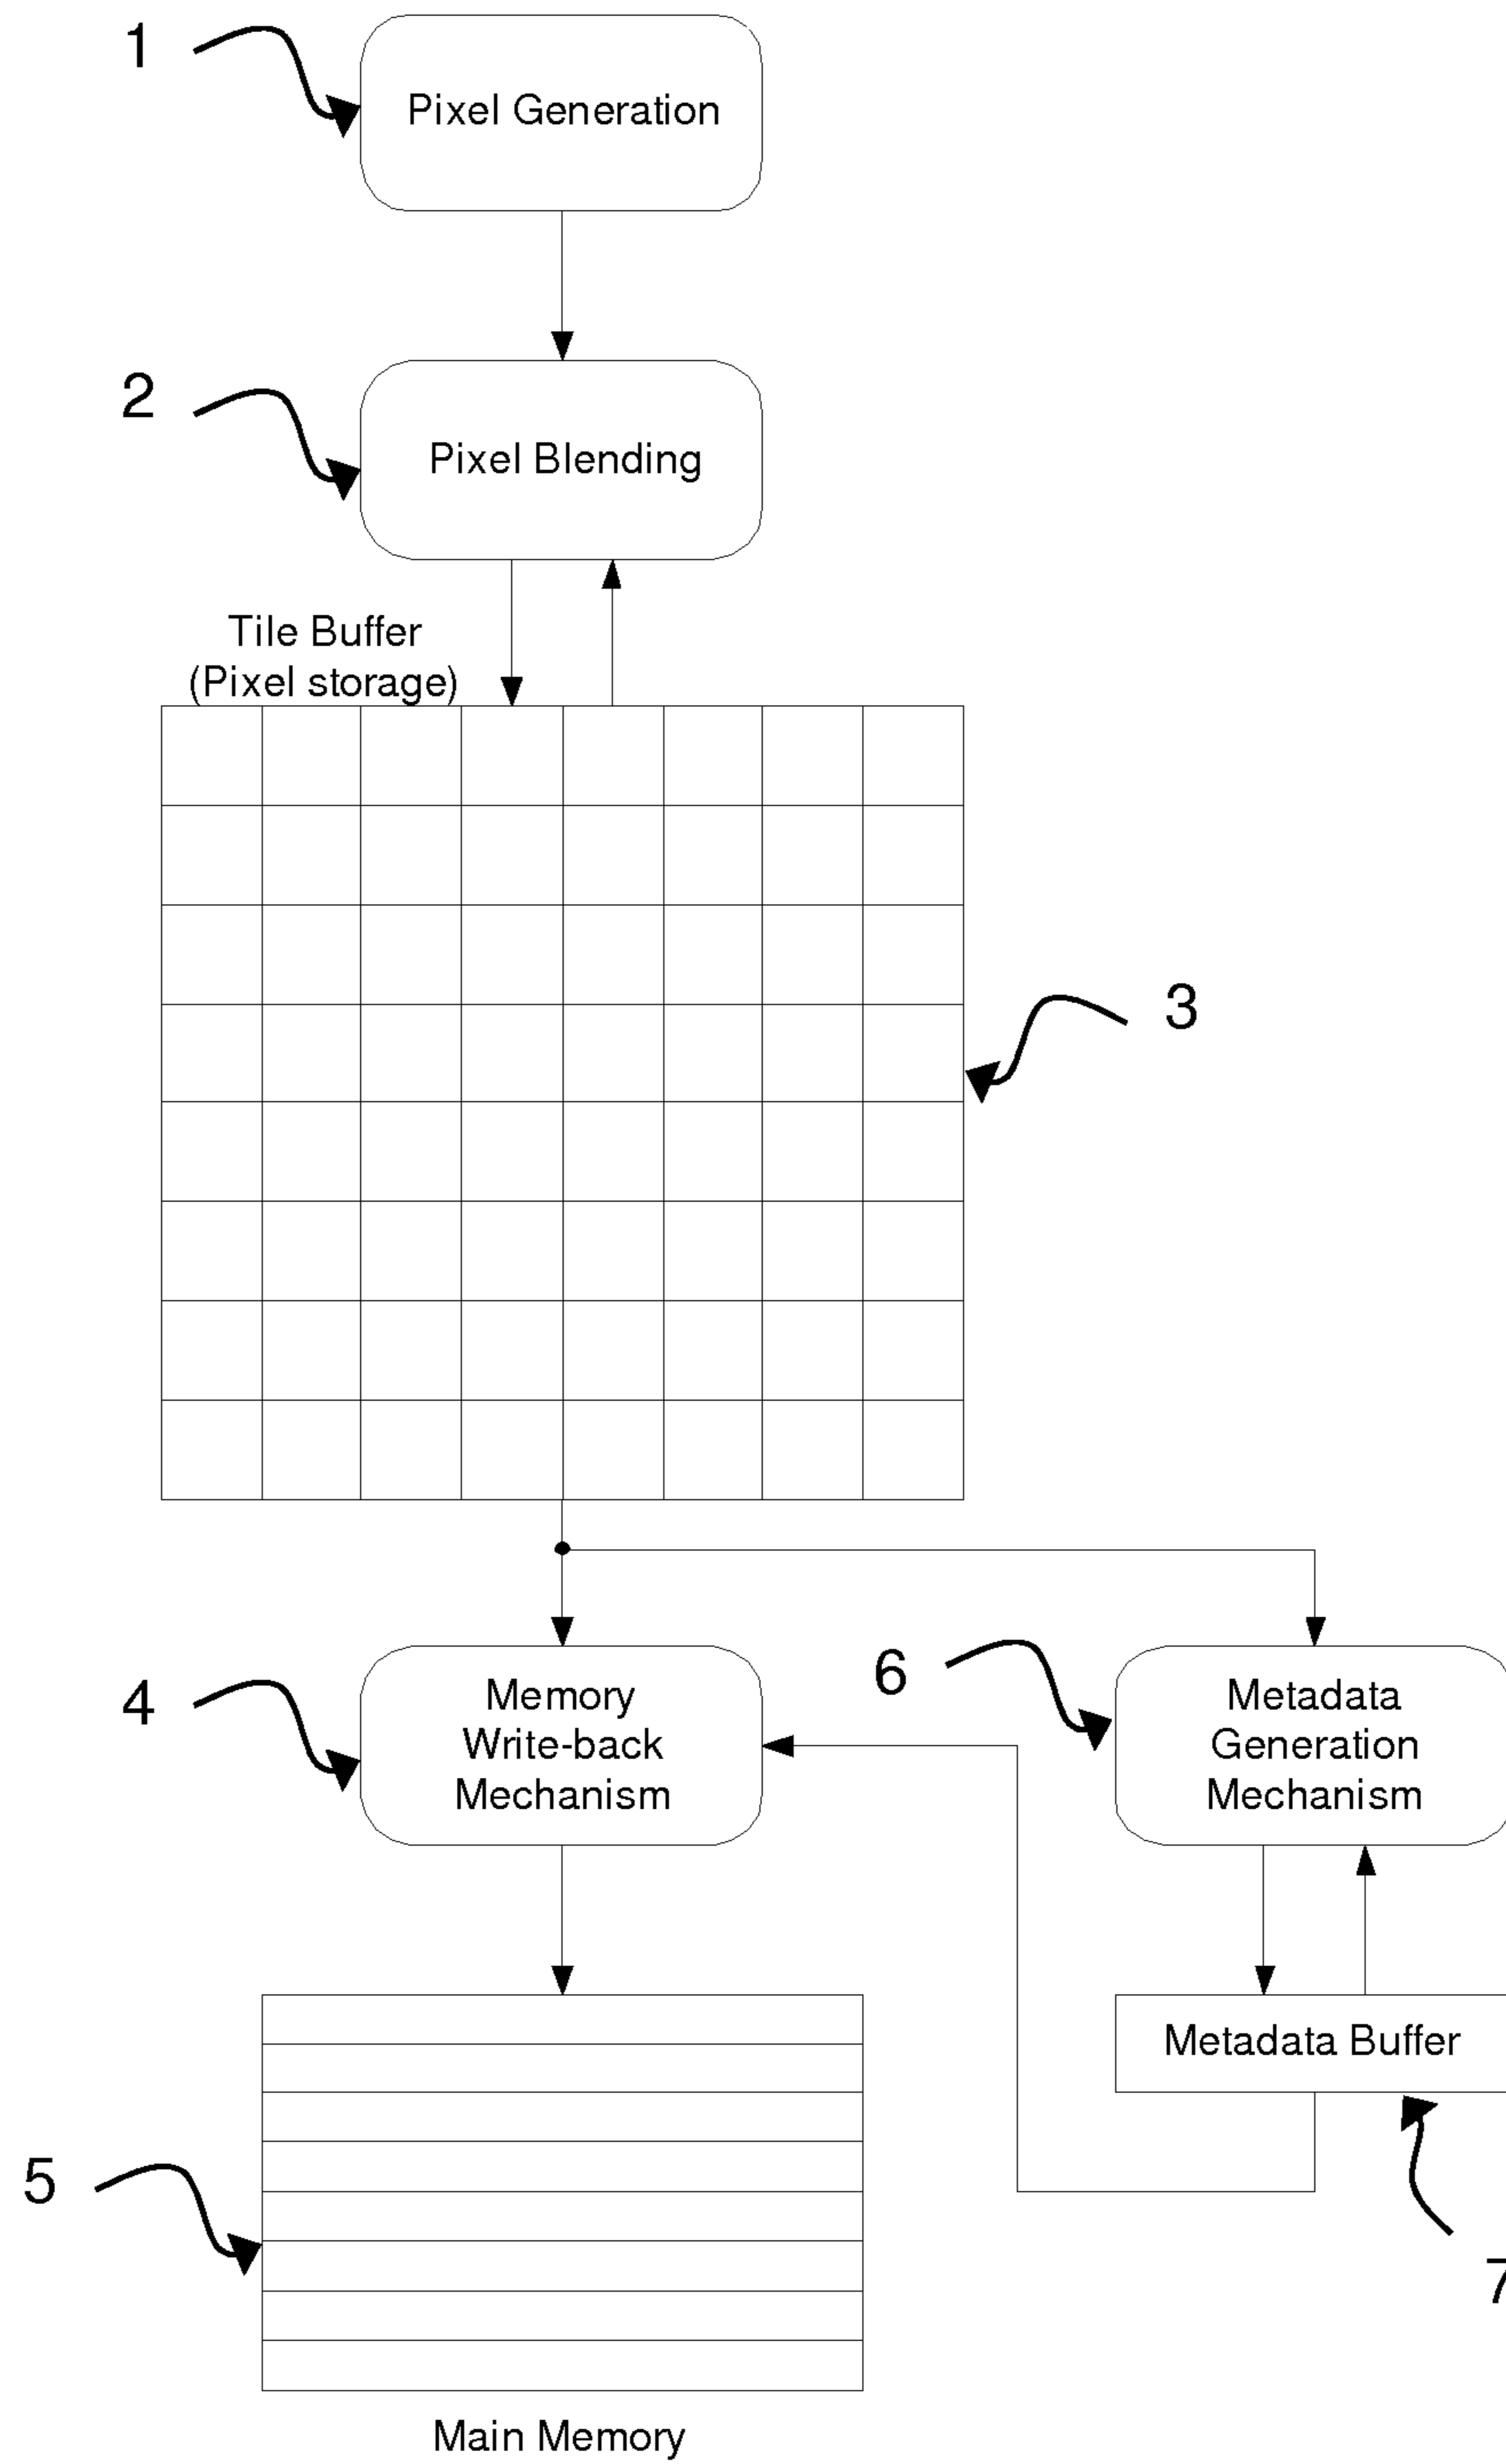 1
Pixel Generation
2
Pixel Blending
Tile Buffer
(Pixel storage)
3
4
Memory
Write-back
Mechanism
6
Metadata
Generation
Mechanism
Metadata Buffer
5
7
Main Memory